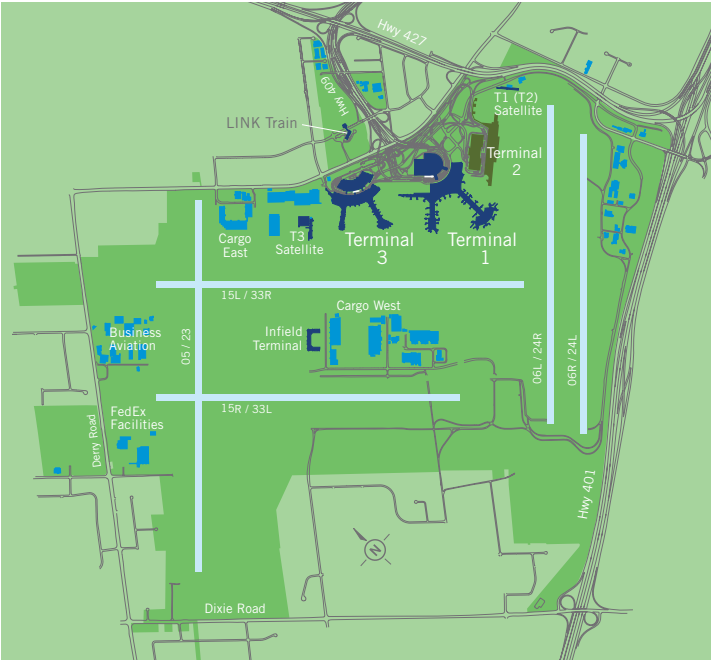 Hwy 427
Hwy 409
T1 (T2)
Satellite
LINK Train
Terminal
2
Cargo
East
T3
Satellite
Terminal
3
Terminal
1
15L / 33R
Cargo West
Business
Aviation
Infield
Terminal
05 / 23
06L / 24R
06R / 24L
15R / 33L
FedEx
Facilities
Derry Road
Hwy 401
N
Dixie Road